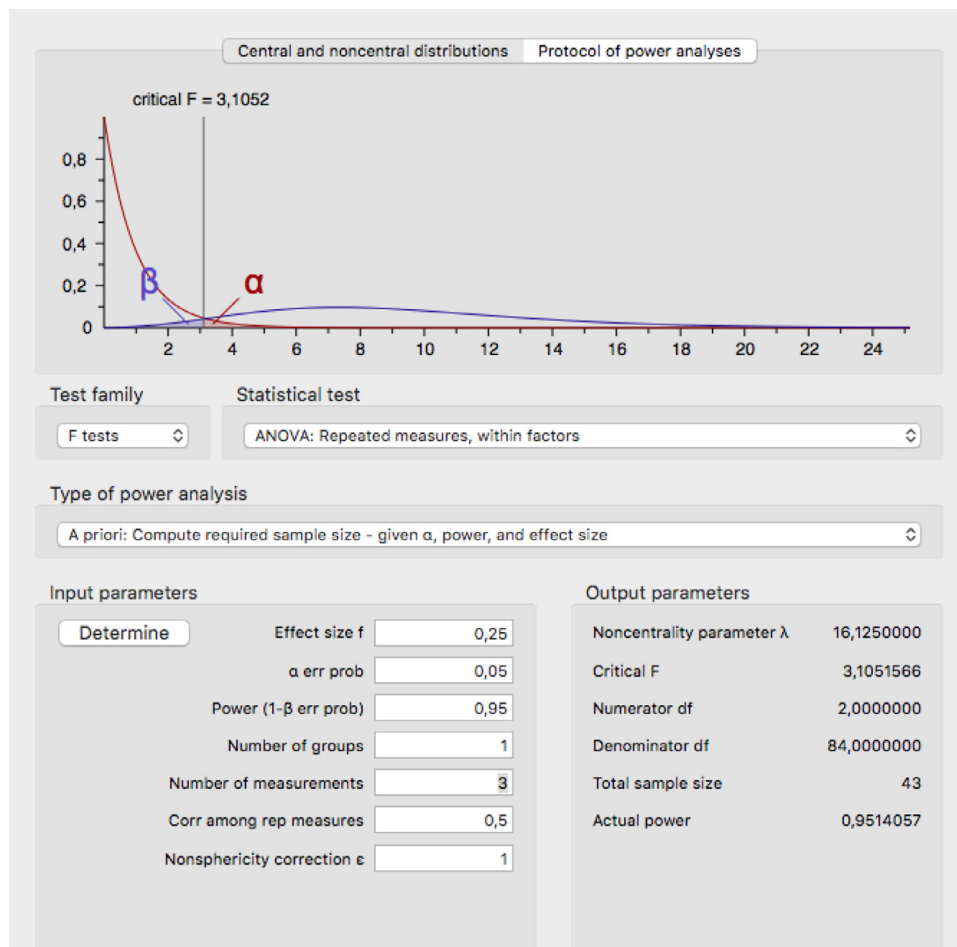 Central and noncentral distributions Protocol of power analyses
critical F = 3,1052
0,8
0,6
0,4
0,2
0
β α
2 4 6 8 10 12 14 16 18 20 22 24
Test family Statistical test
F tests ANOVA: Repeated measures, within factors
Type of power analysis
A priori: Compute required sample size - given α, power, and effect size
Input parameters Output parameters
Determine Effect size f 0,25 Noncentrality parameter λ 16,1250000
α err prob 0,05 Critical F 3,1051566
Power (1-β err prob) 0,95 Numerator df 2,0000000
Number of groups 1 Denominator df 84,0000000
Number of measurements 3 Total sample size 43
Corr among rep measures 0,5 Actual power 0,9514057
Nonsphericity correction ε 1